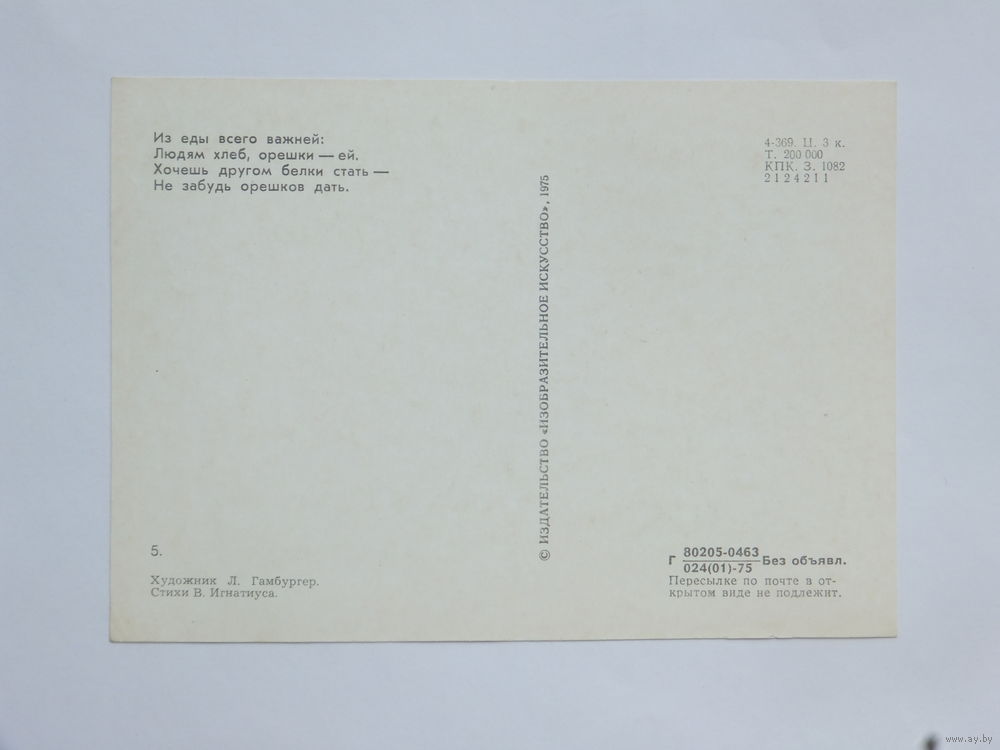 Из еды всего важней:
Людям хлеб, орешки — ей.
Хочешь другом белки стать —
Не забудь орешков дать.
5.
Художник Л. Гамбургер.
Стихи В. Игнатиуса.
© ИЗДАТЕЛЬСТВО «ИЗОБРАЗИТЕЛЬНОЕ ИСКУССТВО», 1975
4-369. Ц. 3 к.
Т. 200 000
КПК. З. 1082
2124211
Г 80205-0463
024(01)-75 Без объявл.
Пересылке по почте в от-
крытом виде не подлежит.
www.ay.by